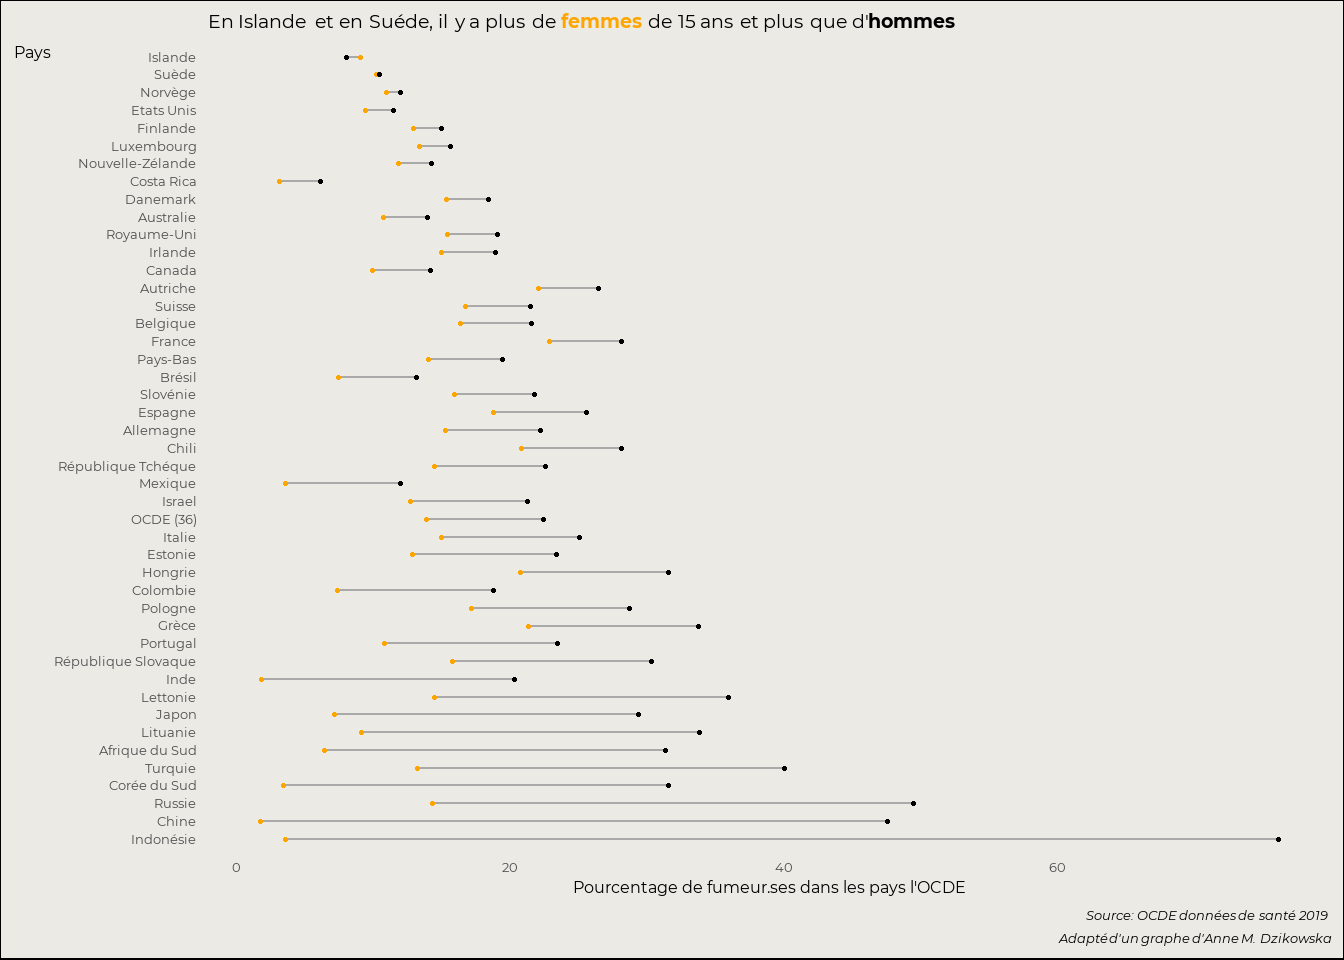 En Islande et en Suéde, il y a plus de femmes de 15 ans et plus que d'hommes
Pays
Islande
Suède
Norvège
Etats Unis
Finlande
Luxembourg
Nouvelle-Zélande
Costa Rica
Danemark
Australie
Royaume-Uni
Irlande
Canada
Autriche
Suisse
Belgique
France
Pays-Bas
Brésil
Slovénie
Espagne
Allemagne
Chili
République Tchéque
Mexique
Israel
OCDE (36)
Italie
Estonie
Hongrie
Colombie
Pologne
Grèce
Portugal
République Slovaque
Inde
Lettonie
Japon
Lituanie
Afrique du Sud
Turquie
Corée du Sud
Russie
Chine
Indonésie
0 20 40 60
Pourcentage de fumeur.ses dans les pays l'OCDE
Source: OCDE données de santé 2019
Adapté d'un graphe d'Anne M. Dzikowska